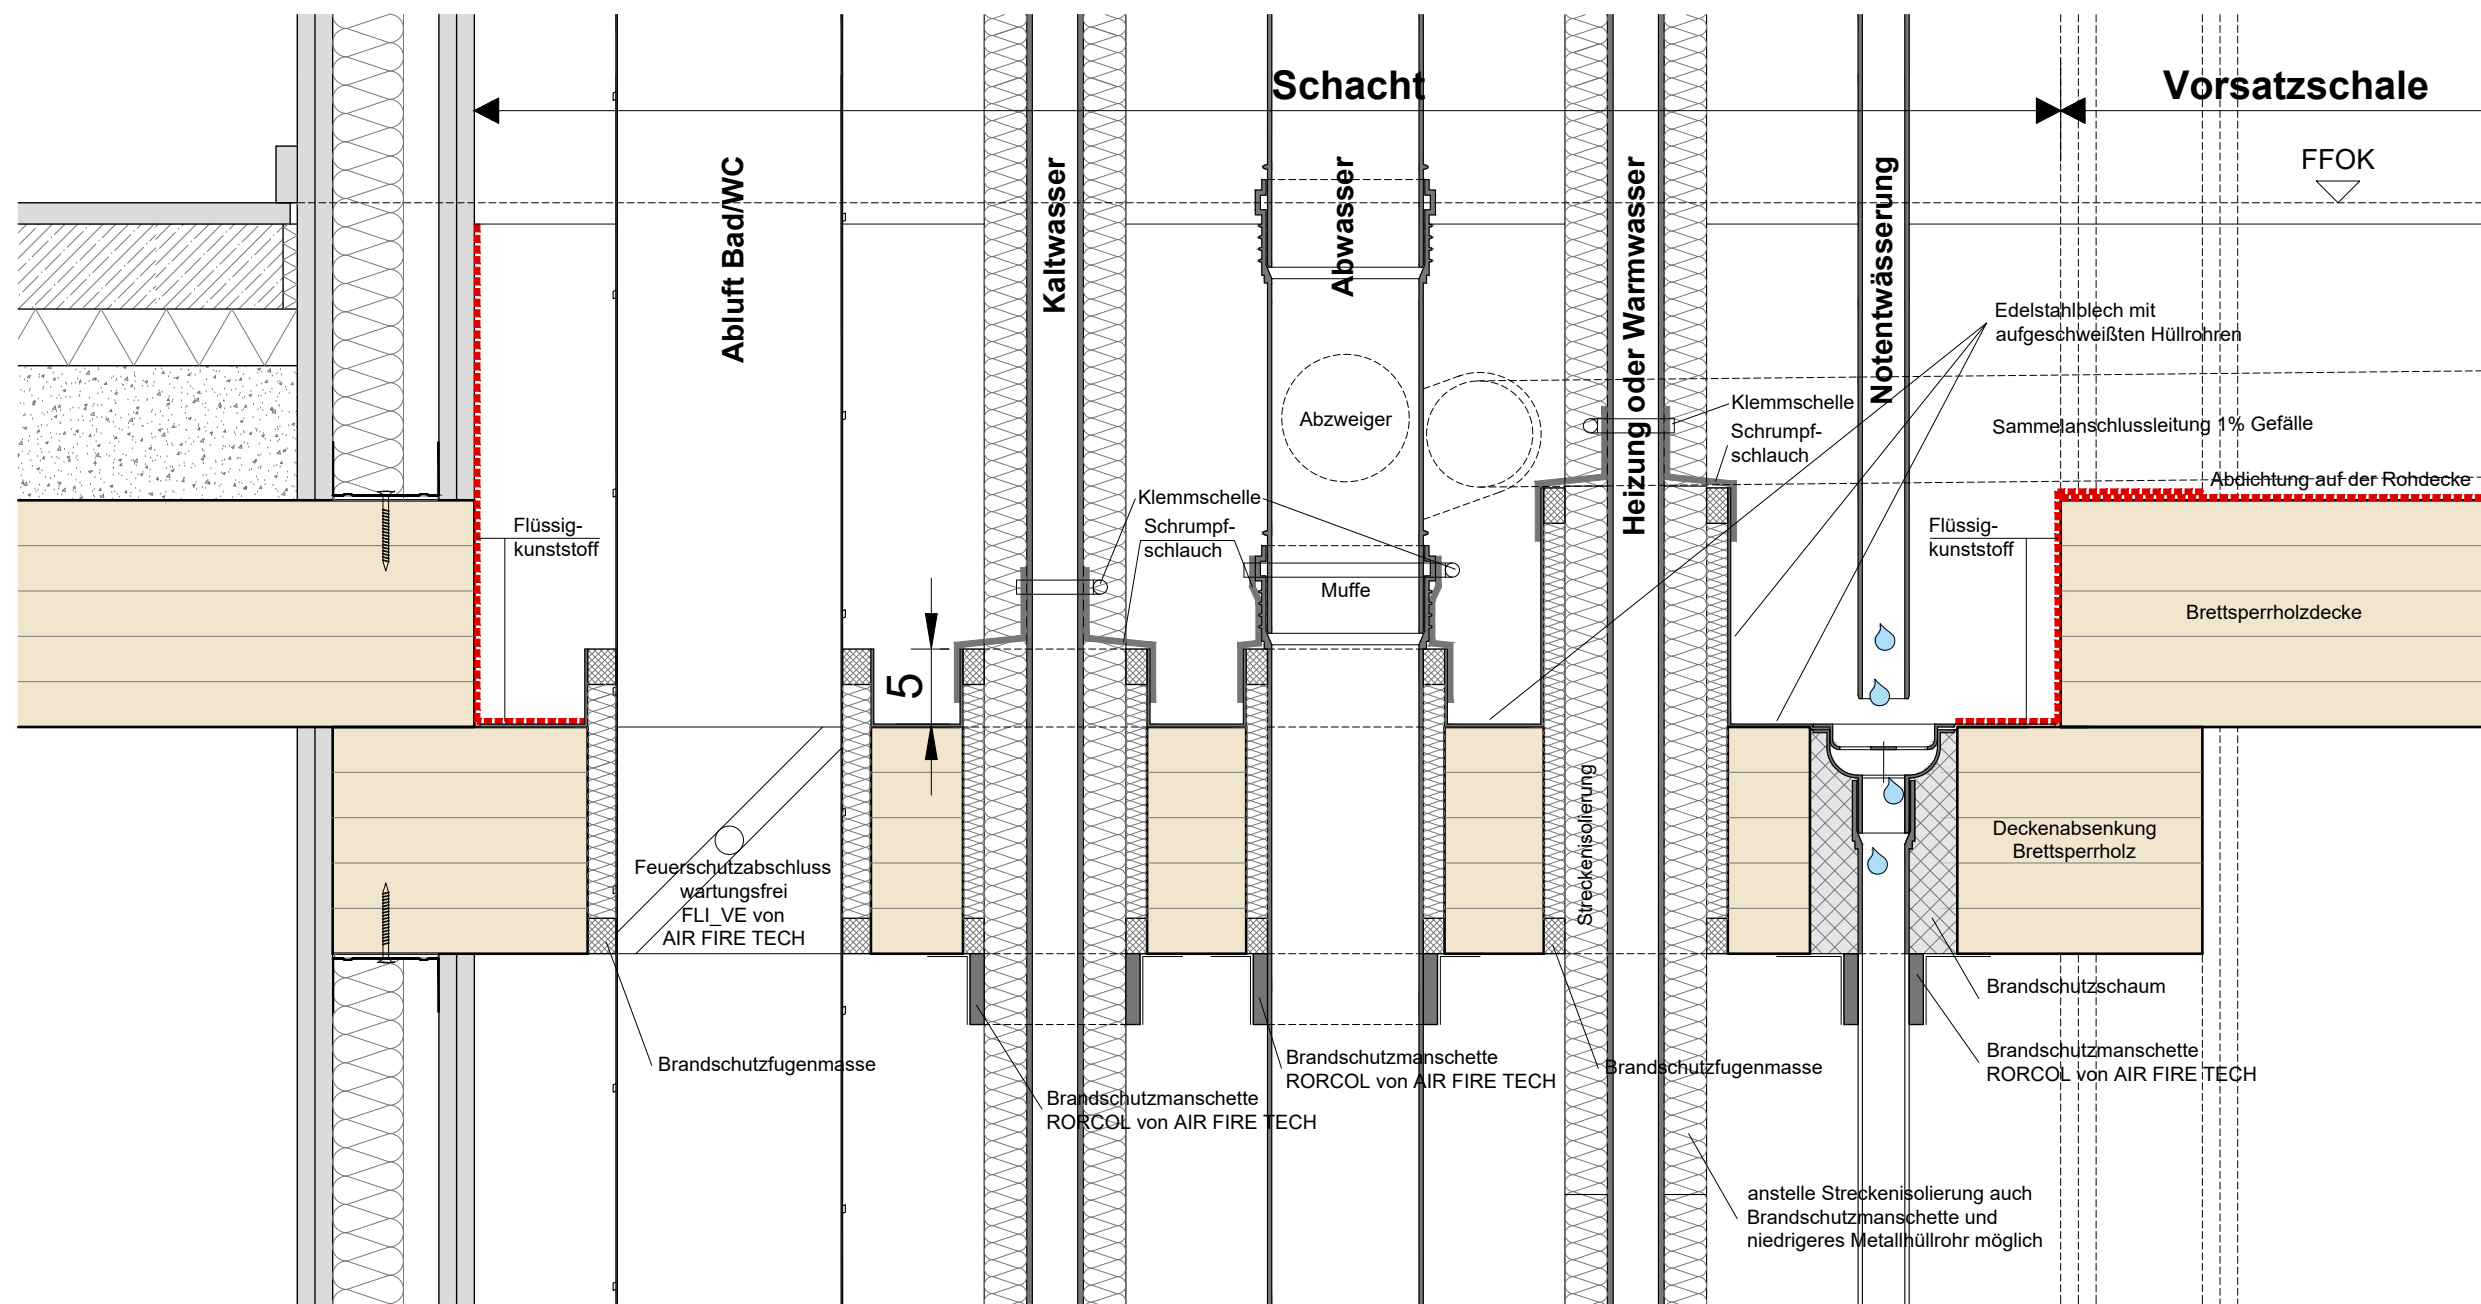 Schacht
Vorsatzschale
FFOK
Abluft Bad/WC
Kaltwasser
Abwasser
Heizung oder Warmwasser
Notentwässerung
Edelstahlblech mit
aufgeschweißten Hüllrohren
Klemmschelle
Schrumpf-
schlauch
Abzweiger
Sammelanschlussleitung 1% Gefälle
Abdichtung auf der Rohdecke
Klemmschelle
Schrumpf-
schlauch
Flüssig-
kunststoff
Flüssig-
kunststoff
Muffe
Brettsperrholzdecke
5
Streckenisolierung
Feuerschutzabschluss
wartungsfrei
FLI_VE von
AIR FIRE TECH
Deckenabsenkung
Brettsperrholz
Brandschutzschaum
Brandschutzfugenmasse
Brandschutzmanschette
RORCOL von AIR FIRE TECH
Brandschutzmanschette
RORCOL von AIR FIRE TECH
Brandschutzfugenmasse
Brandschutzmanschette
RORCOL von AIR FIRE TECH
anstelle Streckenisolierung auch
Brandschutzmanschette und
niedrigeres Metallhüllrohr möglich